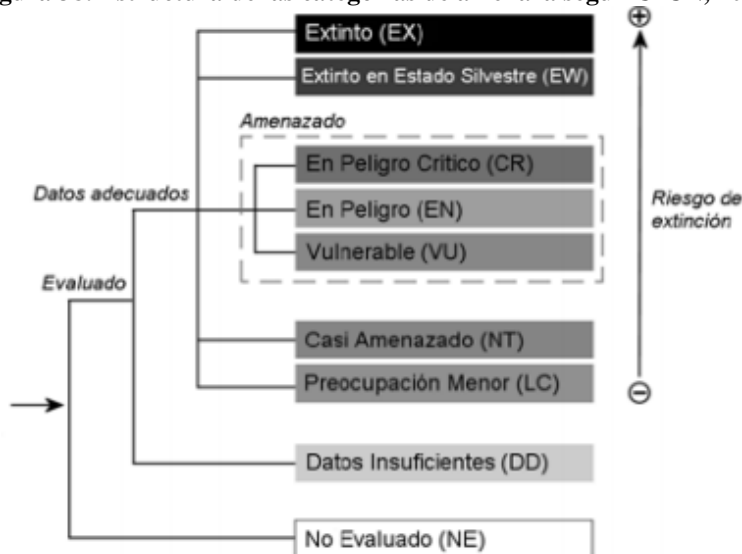 Extinto (EX)
Extinto en Estado Silvestre (EW)
Amenazado
En Peligro Critico (CR)
Datos adecuados
En Peligro (EN)
Riesgo de
extinción
Vulnerable (VU)
Evaluado
Casi Amenazado (NT)
Preocupación Menor (LC)
Datos Insuficientes (DD)
No Evaluado (NE)